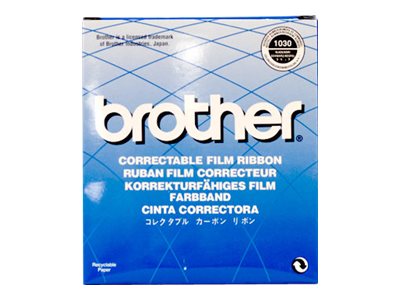 Brother is a licensed trademark
of Brother Industries, Japan.
1030
brother®
CORRECTABLE FILM RIBBON
RUBAN FILM CORRECTEUR
KORREKTURFÄHIGES FILM
FARBBAND
CINTA CORRECTORA
コレクタブル カーボン リボン
Recyclable
Paper